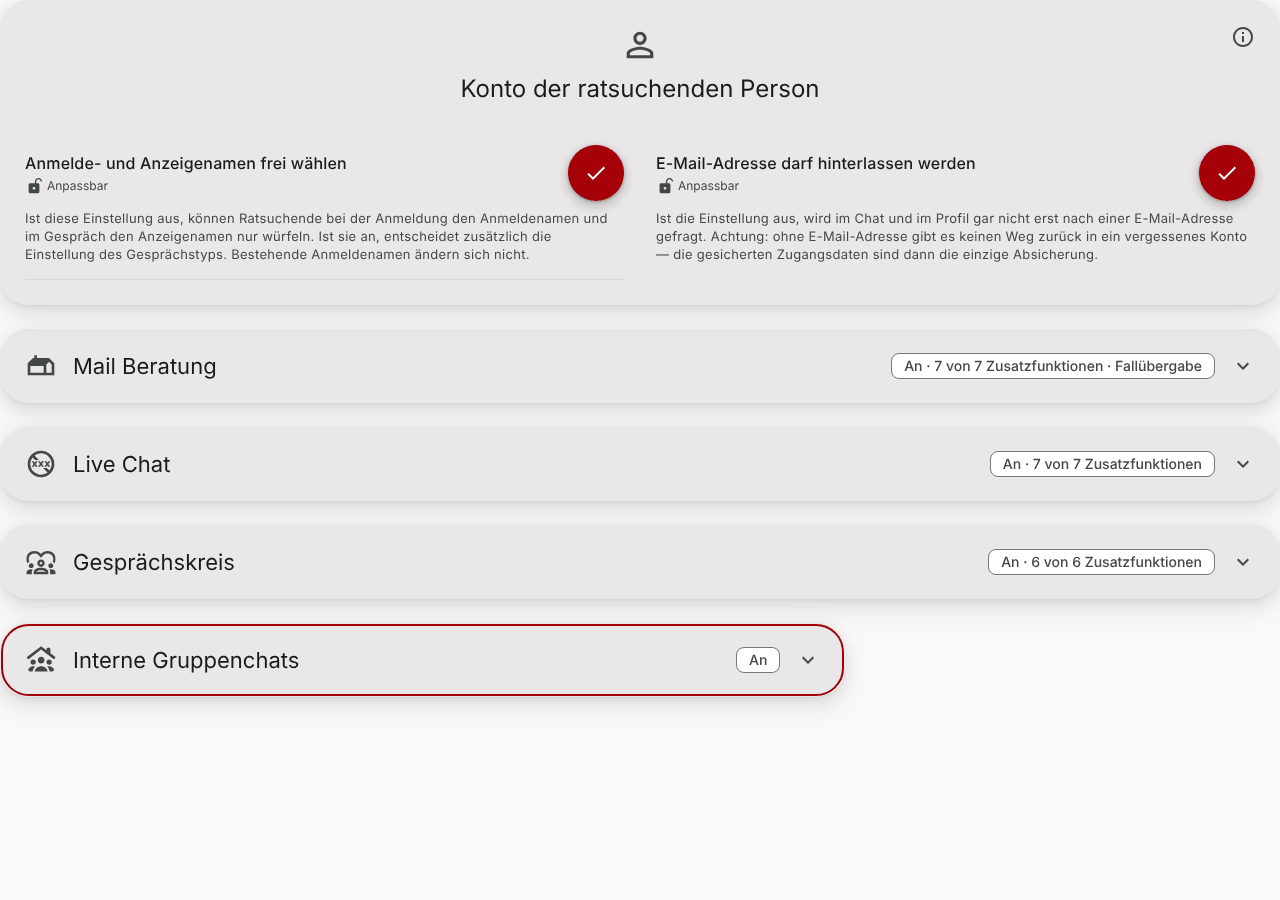 Konto der ratsuchenden Person
Anmelde- und Anzeigenamen frei wählen
Anpassbar
Ist diese Einstellung aus, können Ratsuchende bei der Anmeldung den Anmeldenamen und
im Gespräch den Anzeigenamen nur würfeln. Ist sie an, entscheidet zusätzlich die
Einstellung des Gesprächstyps. Bestehende Anmeldenamen ändern sich nicht.
E-Mail-Adresse darf hinterlassen werden
Anpassbar
Ist die Einstellung aus, wird im Chat und im Profil gar nicht erst nach einer E-Mail-Adresse
gefragt. Achtung: ohne E-Mail-Adresse gibt es keinen Weg zurück in ein vergessenes Konto
— die gesicherten Zugangsdaten sind dann die einzige Absicherung.
Mail Beratung
An · 7 von 7 Zusatzfunktionen · Fallübergabe
xxx
Live Chat
An · 7 von 7 Zusatzfunktionen
Gesprächskreis
An · 6 von 6 Zusatzfunktionen
Interne Gruppenchats
An